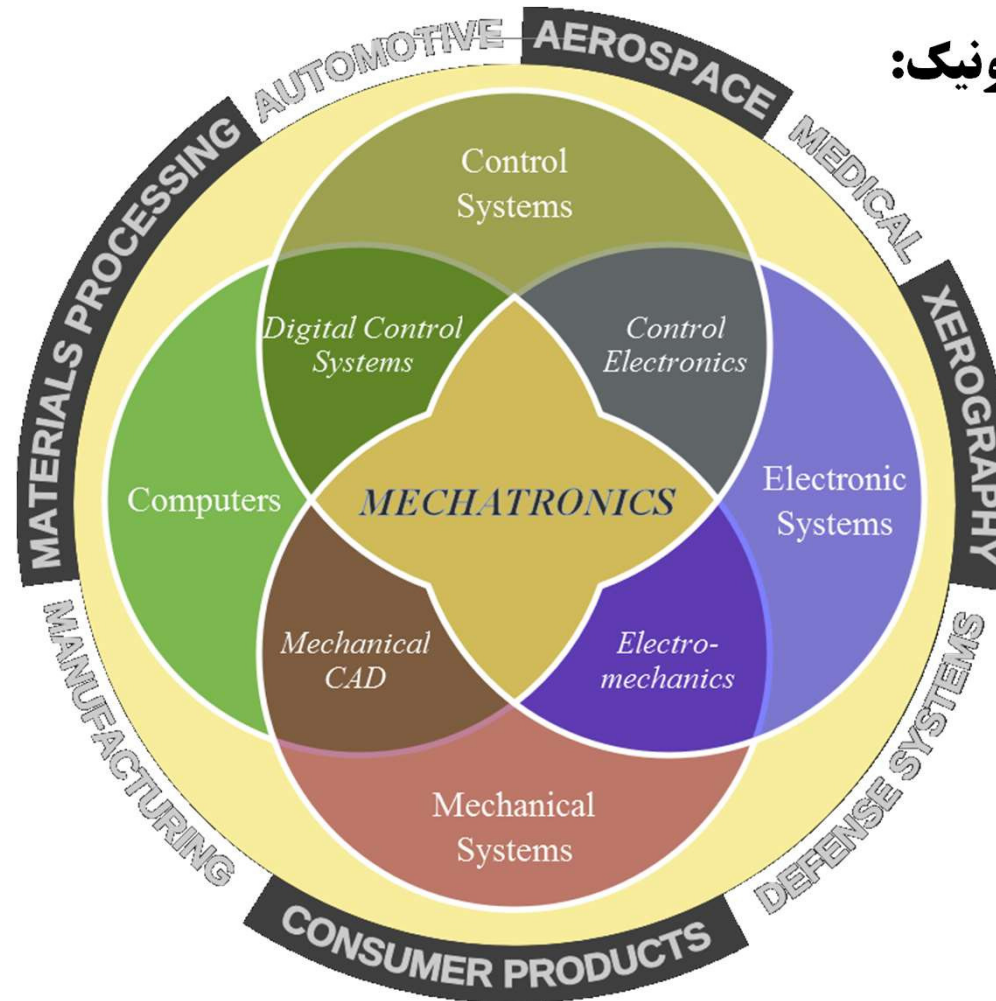 ونیک:
AUTOMOTIVE
AEROSPACE
MEDICAL
XEROGRAPHY
DEFENSE SYSTEMS
CONSUMER PRODUCTS
MANUFACTURING
MATERIALS PROCESSING
Control
Systems
Digital Control
Systems
Control
Electronics
Computers
MECHATRONICS
Electronic
Systems
Mechanical
CAD
Electro-
mechanics
Mechanical
Systems